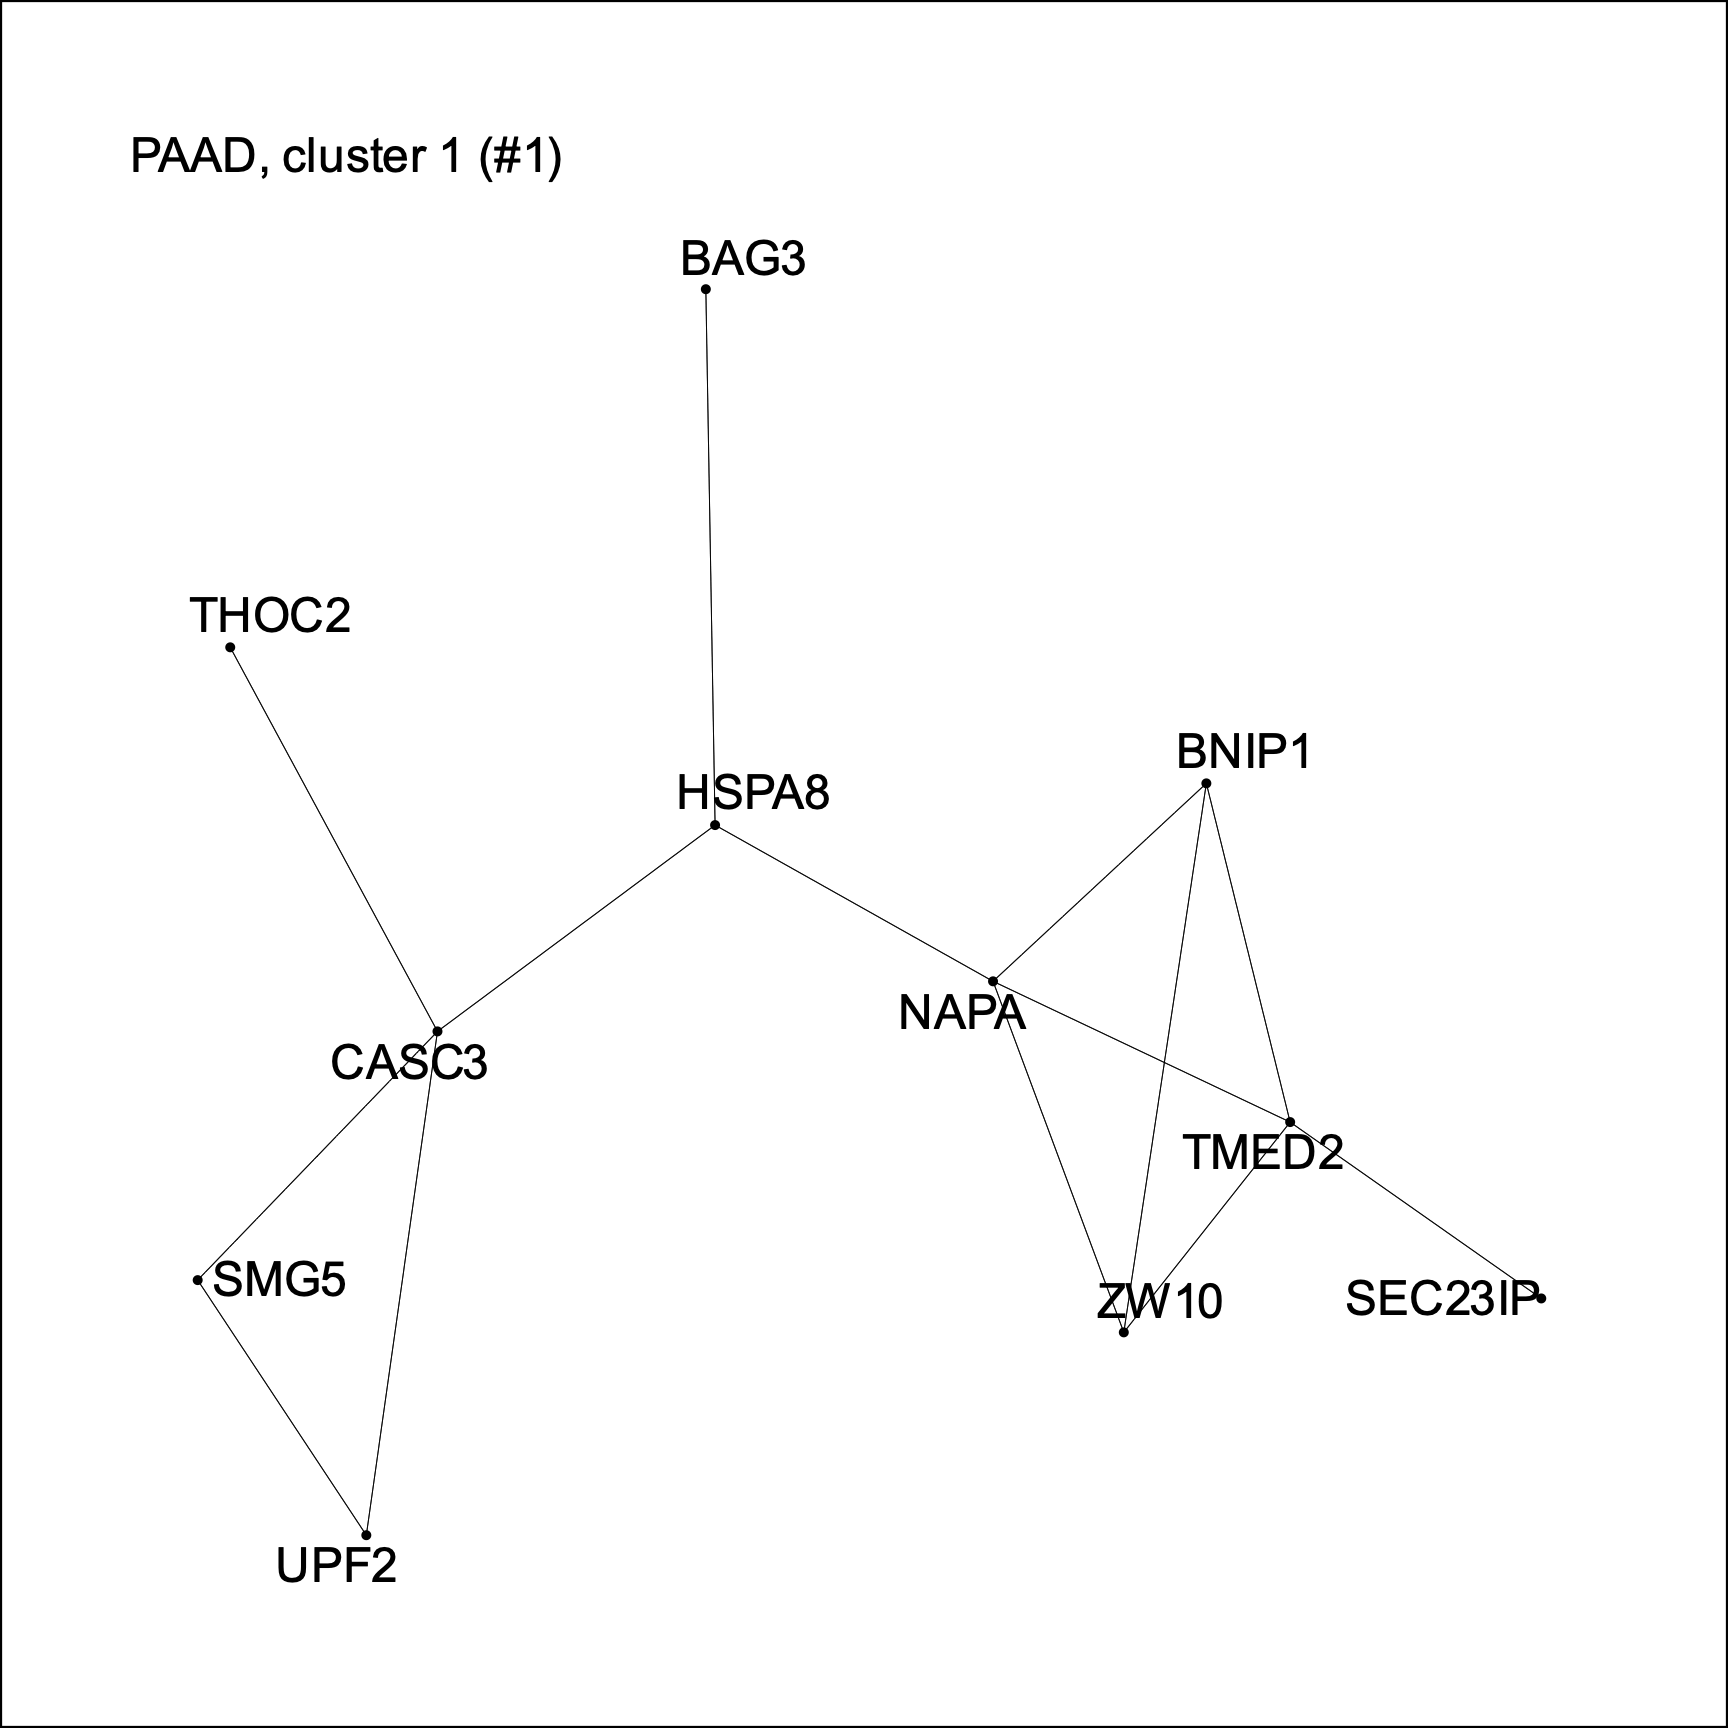 PAAD, cluster 1 (#1)
BAG3
THOC2
BNIP1
HSPA8
NAPA
CASC3
TMED2
SMG5
ZW10
SEC23IP
UPF2